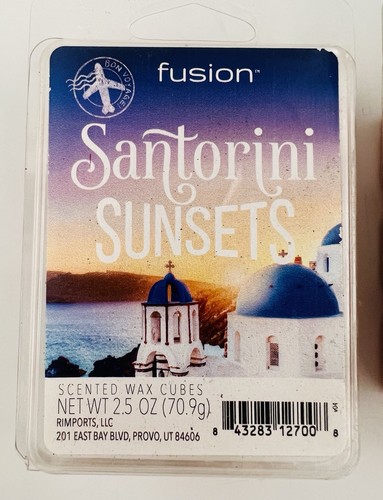 BON VOYAGE!
fusion™
Santorini
SUNSETS
SCENTED WAX CUBES
NET WT 2.5 OZ (70.9g)
RIMPORTS, LLC
201 EAST BAY BLVD, PROVO, UT 84606
8 43283 12700 8